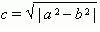 c = √|a² − b²|